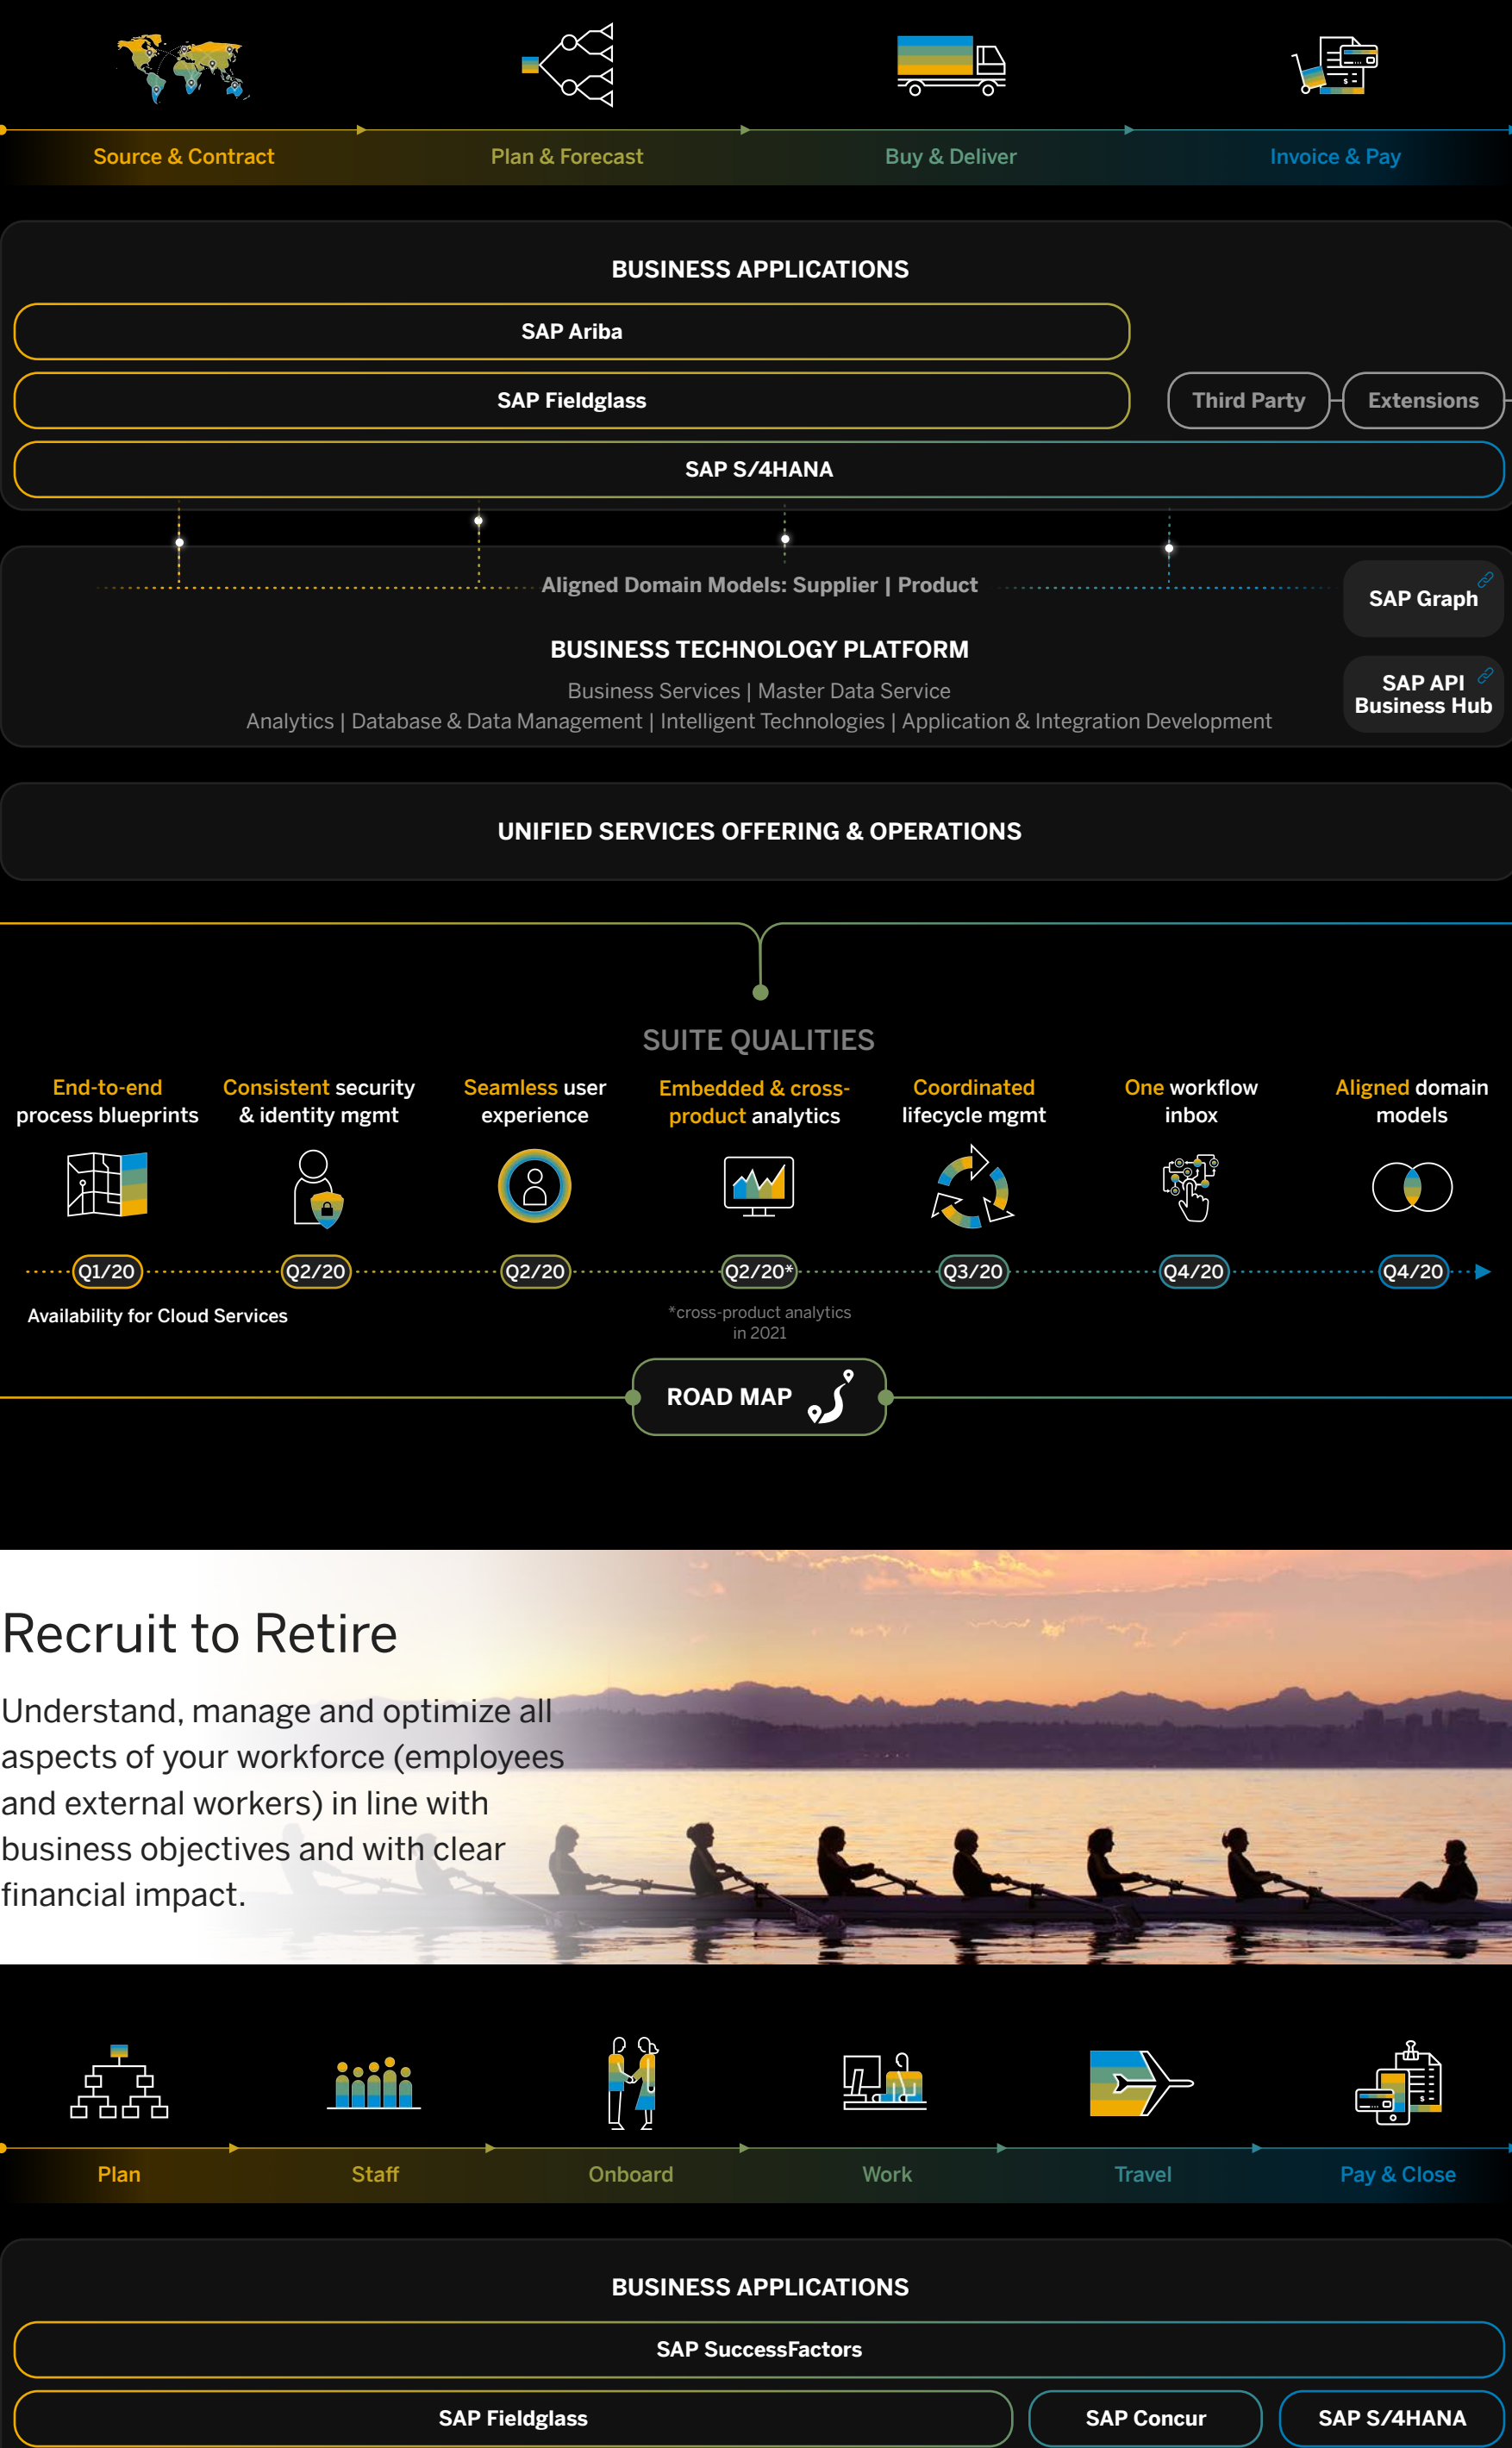 Source & Contract
Plan & Forecast
Buy & Deliver
Invoice & Pay
BUSINESS APPLICATIONS
SAP Ariba
SAP Fieldglass
Third Party
Extensions
SAP S/4HANA
Aligned Domain Models: Supplier | Product
SAP Graph
BUSINESS TECHNOLOGY PLATFORM
Business Services | Master Data Service
Analytics | Database & Data Management | Intelligent Technologies | Application & Integration Development
SAP API
Business Hub
UNIFIED SERVICES OFFERING & OPERATIONS
SUITE QUALITIES
End-to-end
process blueprints
Consistent security
& identity mgmt
Seamless user
experience
Embedded & cross-
product analytics
Coordinated
lifecycle mgmt
One workflow
inbox
Aligned domain
models
Q1/20
Q2/20
Q2/20
Q2/20*
Q3/20
Q4/20
Q4/20
Availability for Cloud Services
*cross-product analytics
in 2021
ROAD MAP
Recruit to Retire
Understand, manage and optimize all
aspects of your workforce (employees
and external workers) in line with
business objectives and with clear
financial impact.
Plan
Staff
Onboard
Work
Travel
Pay & Close
BUSINESS APPLICATIONS
SAP SuccessFactors
SAP Fieldglass
SAP Concur
SAP S/4HANA